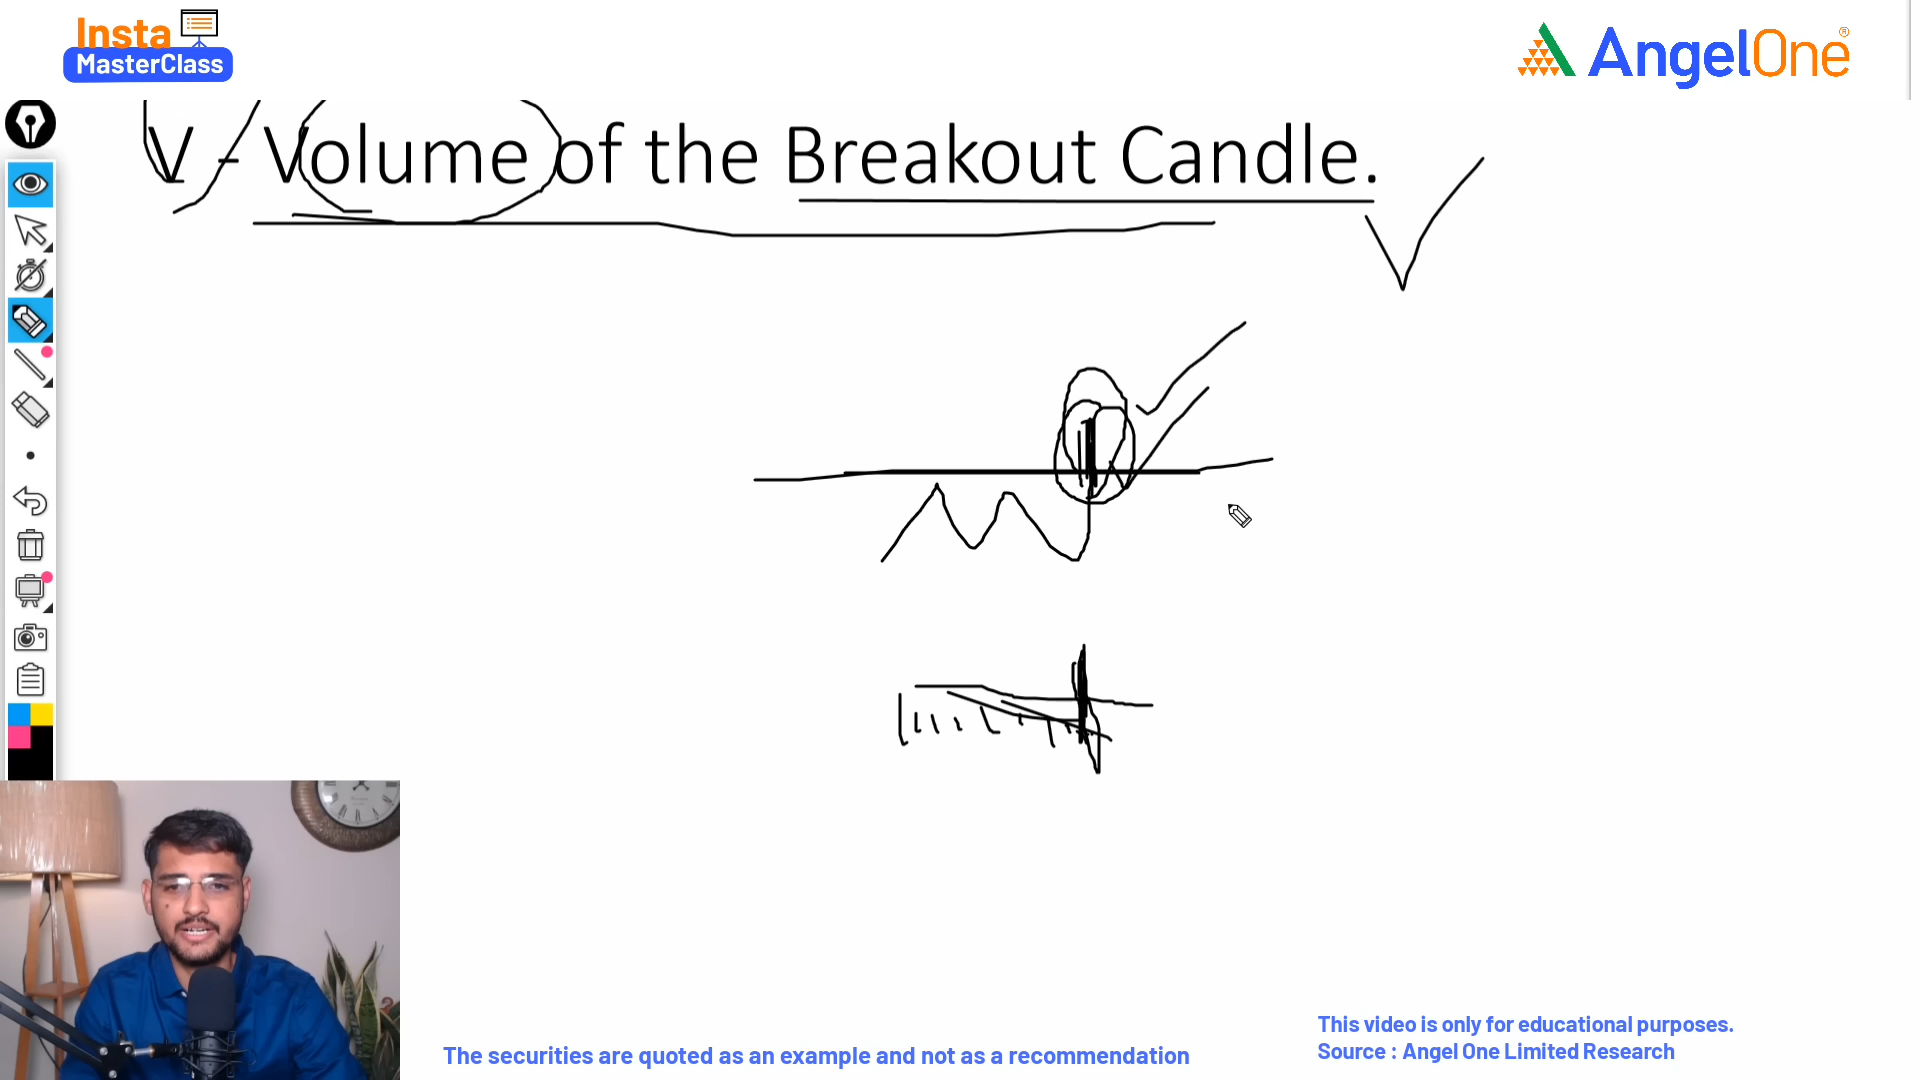 Insta
MasterClass
AngelOne®
V - Volume of the Breakout Candle.
The securities are quoted as an example and not as a recommendation
This video is only for educational purposes.
Source : Angel One Limited Research